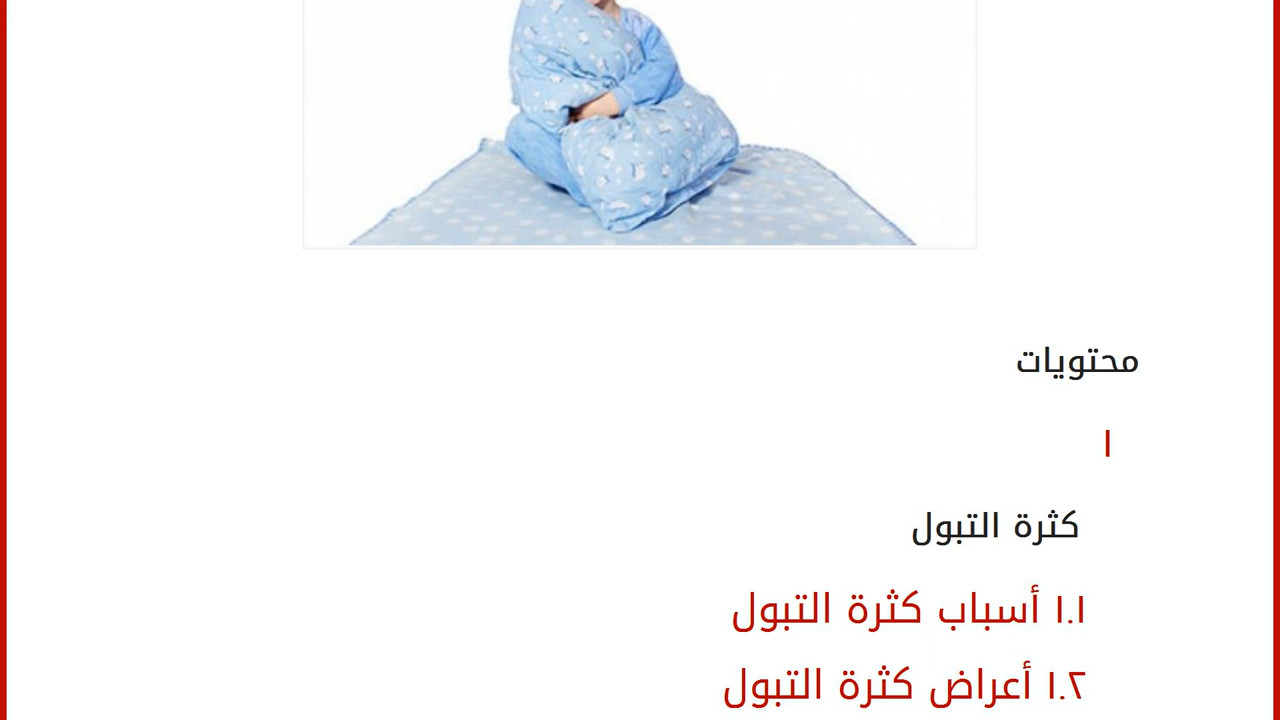 محتويات
١
كثرة التبول
١.١ أسباب كثرة التبول
١.٢ أعراض كثرة التبول